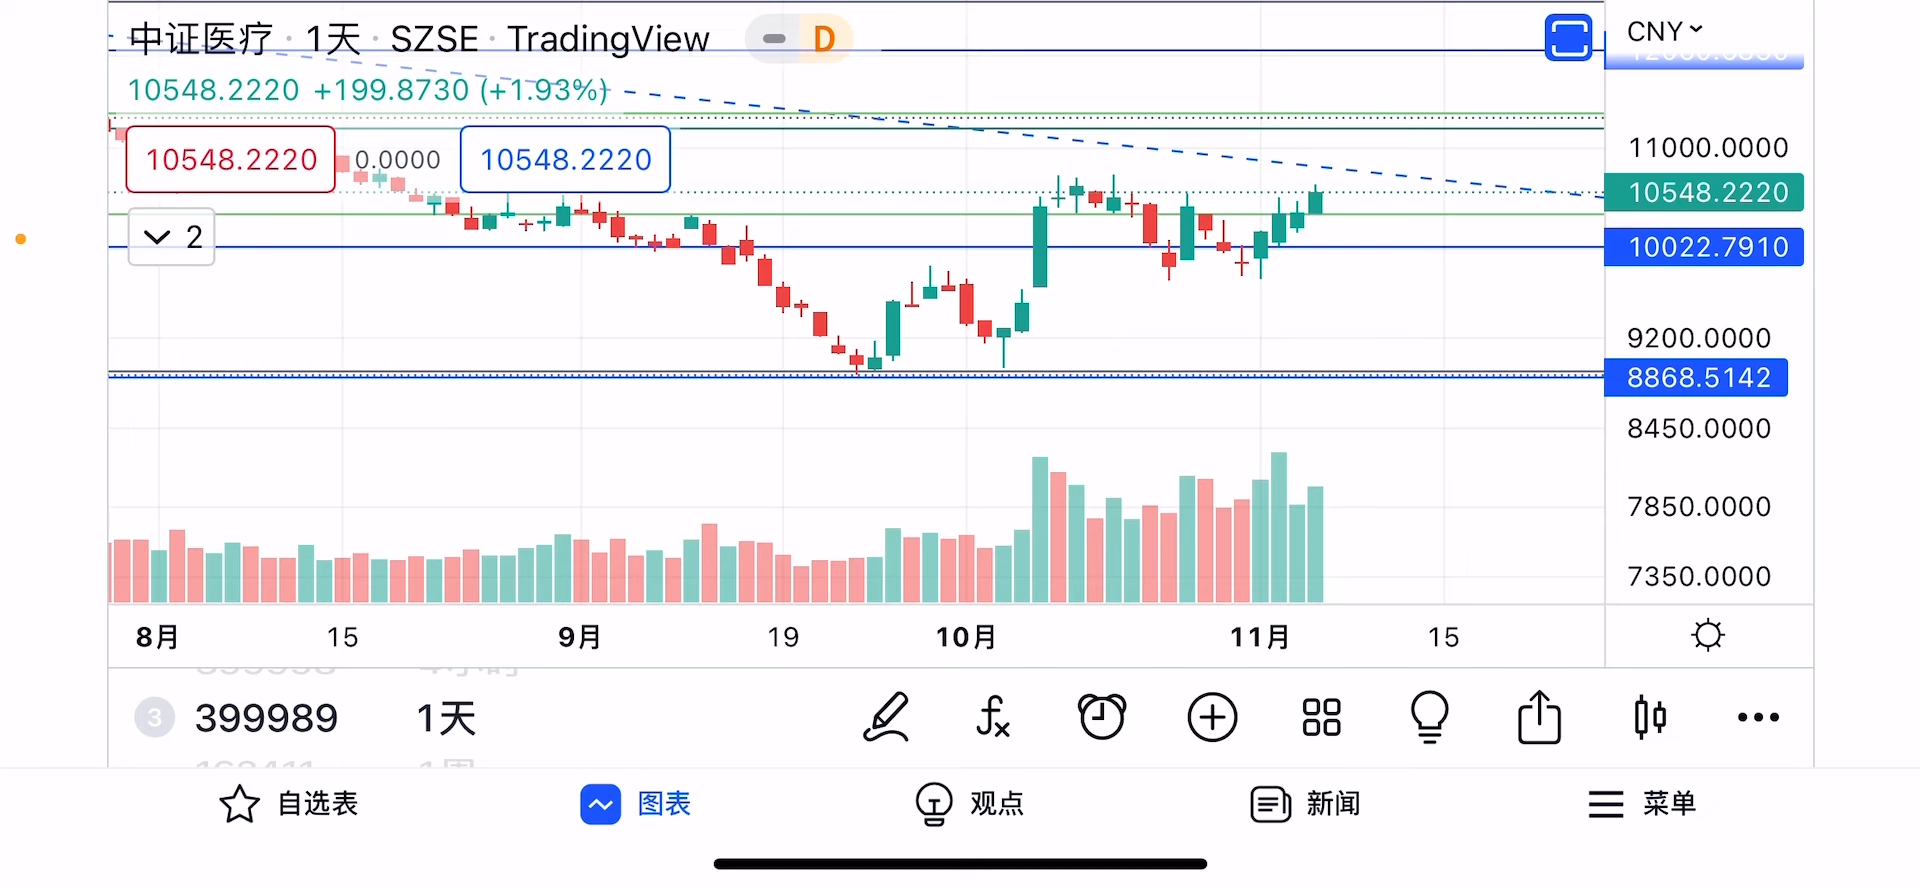 中证医疗 · 1天 · SZSE · TradingView D
CNY
10548.2220 +199.8730 (+1.93%)
10548.2220 0.0000 10548.2220
2
11000.0000
10548.2220
10022.7910
9200.0000
8868.5142
8450.0000
7850.0000
7350.0000
8月 15 9月 19 10月 11月 15
3 399989 1天
自选表 图表 观点 新闻 菜单